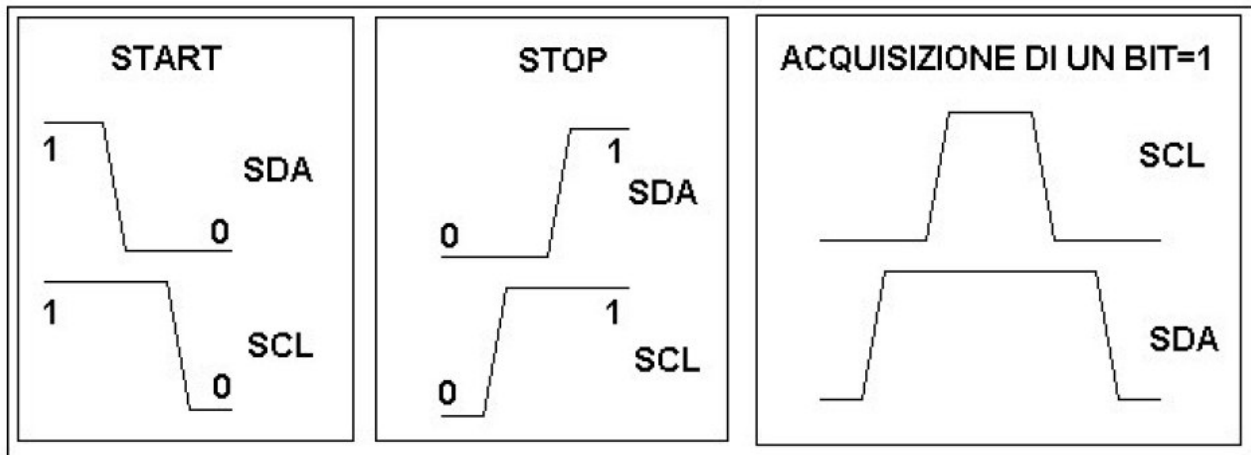 START
1
SDA
0
1
SCL
0
STOP
1
SDA
0
1
SCL
0
ACQUISIZIONE DI UN BIT=1
SCL
SDA